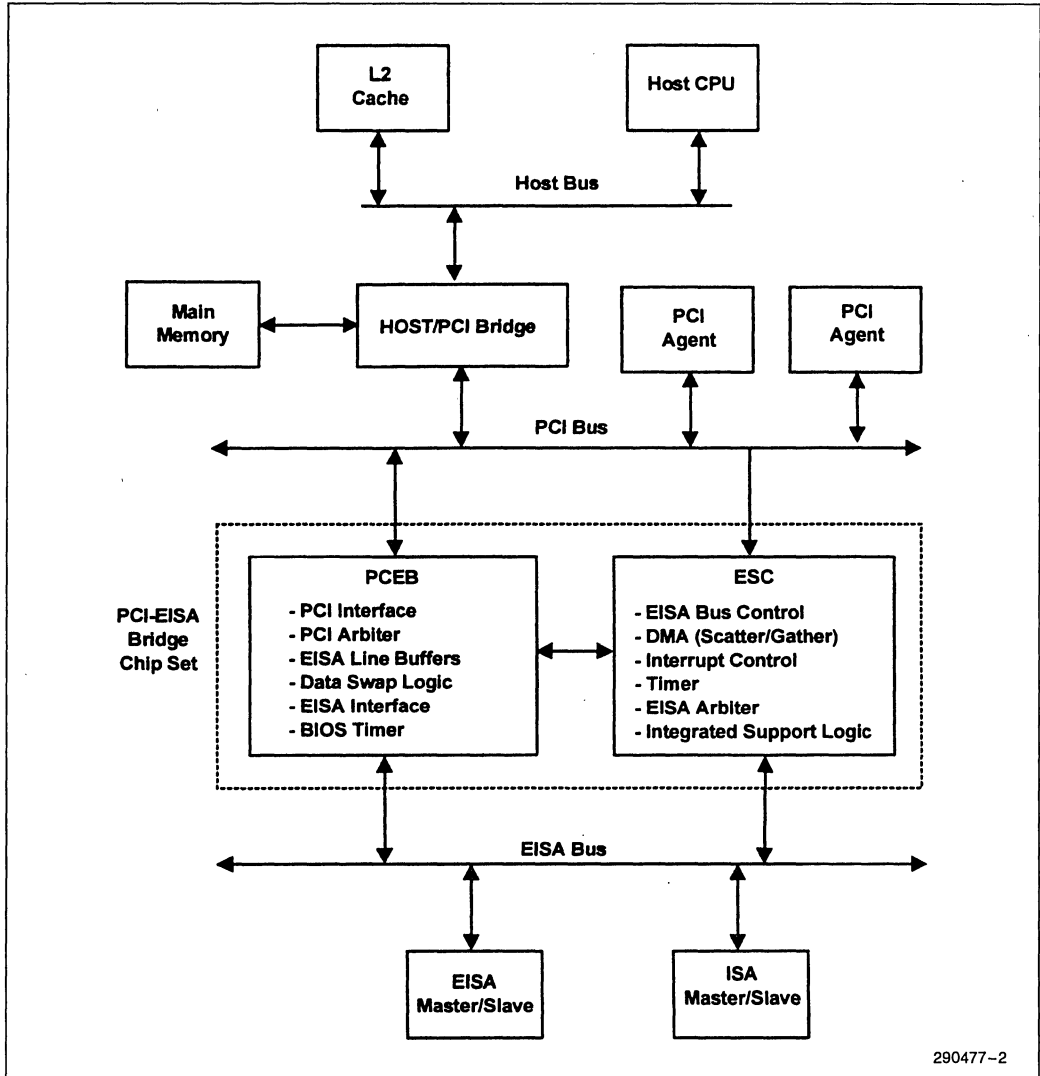 L2
Cache
Host CPU
Host Bus
Main
Memory
HOST/PCI Bridge
PCI
Agent
PCI
Agent
PCI Bus
PCI-EISA
Bridge
Chip Set
PCEB
- PCI Interface
- PCI Arbiter
- EISA Line Buffers
- Data Swap Logic
- EISA Interface
- BIOS Timer
ESC
- EISA Bus Control
- DMA (Scatter/Gather)
- Interrupt Control
- Timer
- EISA Arbiter
- Integrated Support Logic
EISA Bus
EISA
Master/Slave
ISA
Master/Slave
290477-2